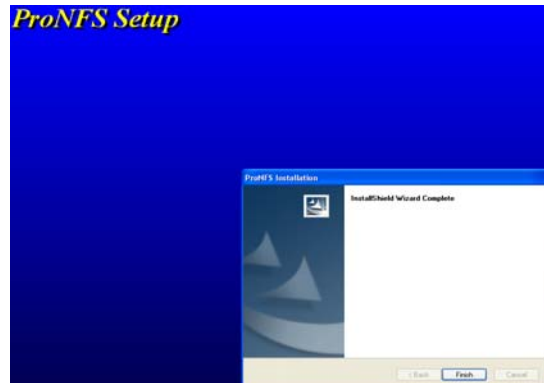 ProNFS Setup
ProNFS Installation
InstallShield Wizard Complete
< Back
Finish
Cancel